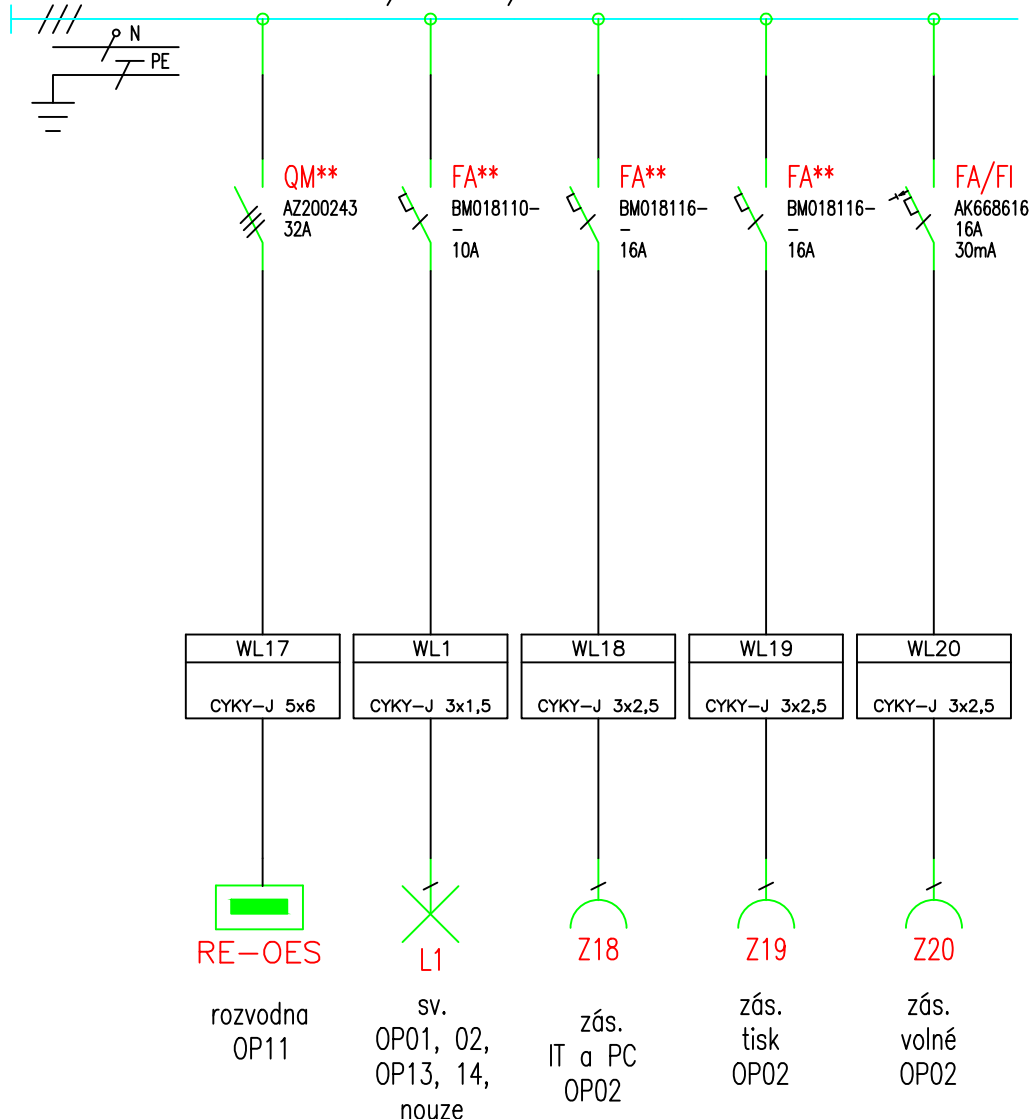 N
PE
QM**
AZ200243
32A
FA**
BM018110-
-
10A
FA**
BM018116-
-
16A
FA**
BM018116-
-
16A
FA/FI
AK668616
16A
30mA
WL17
CYKY-J 5x6
WL1
CYKY-J 3x1,5
WL18
CYKY-J 3x2,5
WL19
CYKY-J 3x2,5
WL20
CYKY-J 3x2,5
RE-OES
rozvodna
OP11
L1
sv.
OP01, 02,
OP13, 14,
nouze
Z18
zás.
IT a PC
OP02
Z19
zás.
tisk
OP02
Z20
zás.
volné
OP02